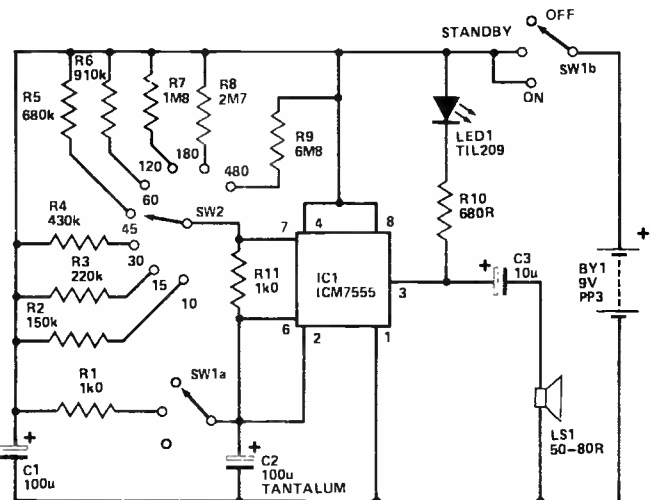 OFF
STANDBY
SW1b
ON
R6
910k
R5
680k
R7
1M8
R8
2M7
R9
6M8
LED1
TIL209
120
180
480
60
45
SW2
R4
430k
30
R3
220k
15
10
R2
150k
R1
1k0
SW1a
R11
1k0
7
4
8
IC1
ICM7555
3
6
2
1
R10
680R
+
C3
10u
+
BY1
9V
PP3
LS1
50-80R
+
C1
100u
+
C2
100u
TANTALUM